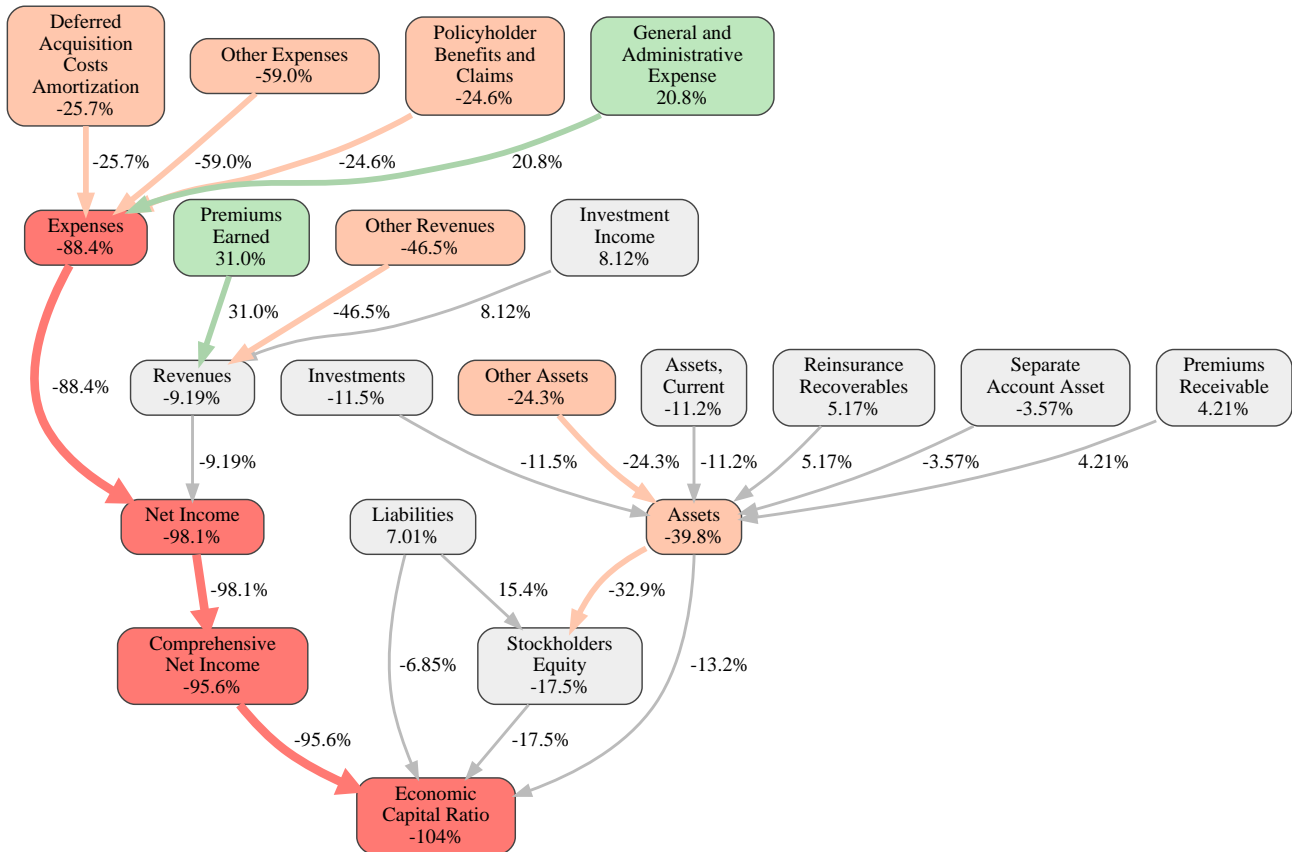 Deferred
Acquisition
Costs
Amortization
-25.7%
Other Expenses
-59.0%
Policyholder
Benefits and
Claims
-24.6%
General and
Administrative
Expense
20.8%
-25.7%
-59.0%
-24.6%
20.8%
Expenses
-88.4%
Premiums
Earned
31.0%
Other Revenues
-46.5%
Investment
Income
8.12%
-88.4%
31.0%
-46.5%
8.12%
Revenues
-9.19%
Investments
-11.5%
Other Assets
-24.3%
Assets,
Current
-11.2%
Reinsurance
Recoverables
5.17%
Separate
Account Asset
-3.57%
Premiums
Receivable
4.21%
-9.19%
-11.5%
-24.3%
-11.2%
5.17%
-3.57%
4.21%
Net Income
-98.1%
Liabilities
7.01%
Assets
-39.8%
-98.1%
15.4%
-32.9%
Comprehensive
Net Income
-95.6%
-6.85%
Stockholders
Equity
-17.5%
-13.2%
-95.6%
-17.5%
Economic
Capital Ratio
-104%